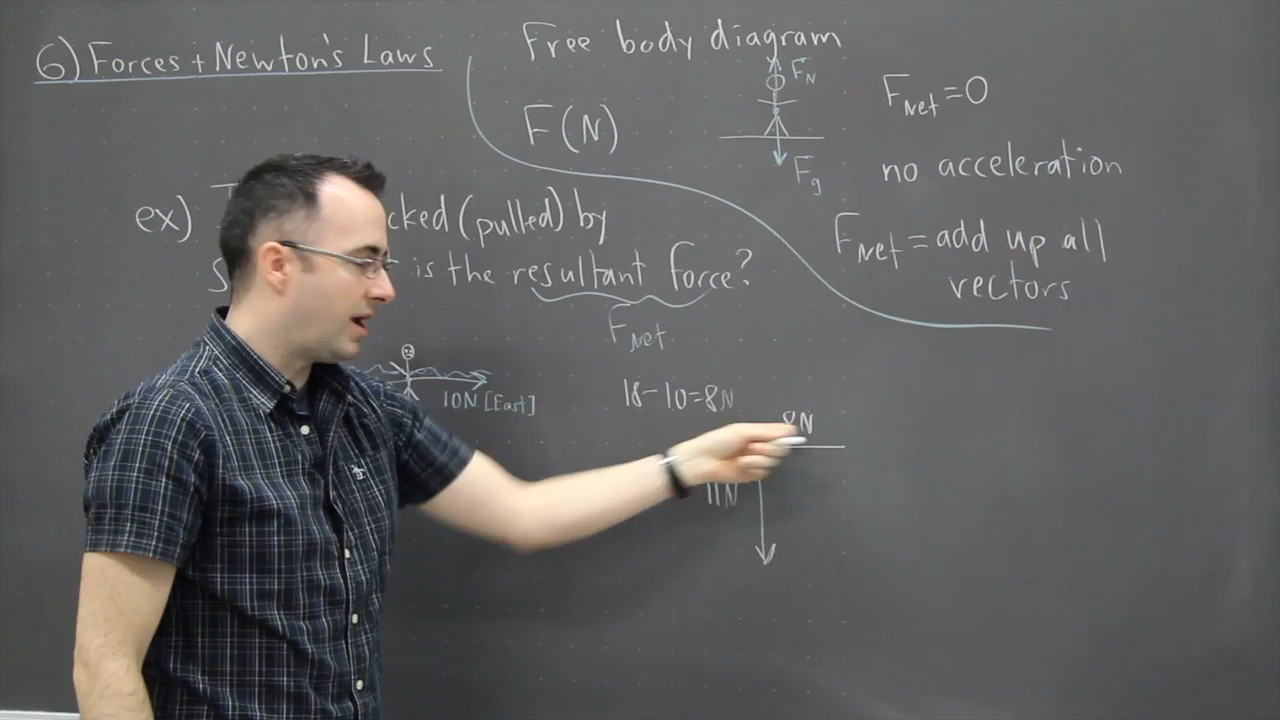 6) Forces + Newton's Laws
Free body diagram
F(N)
F_N
F_g
F_Net = 0
no acceleration
F_Net = add up all
vectors
ex) cked (pulled) by
is the resultant force?
F_Net
10N [East]
18-10=8N
8N
11N